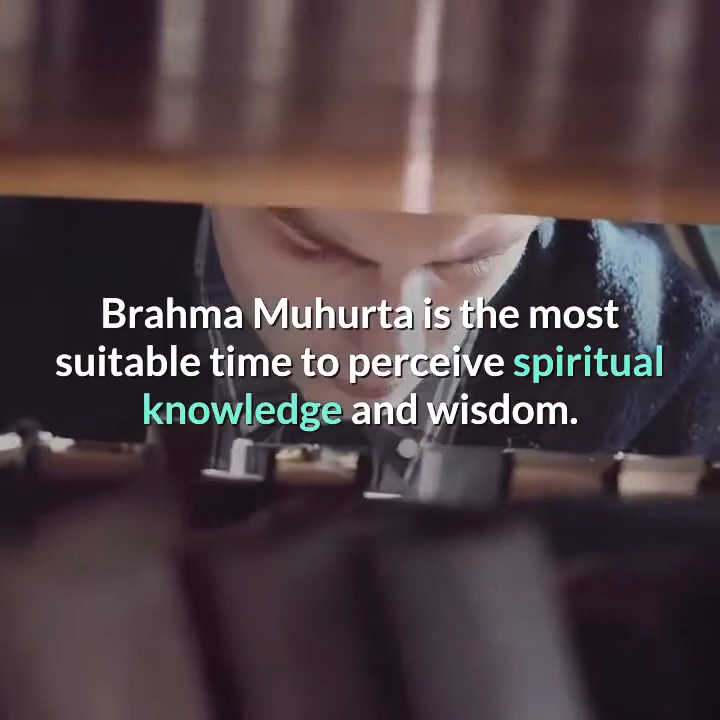 Brahma Muhurta is the most
suitable time to perceive spiritual
knowledge and wisdom.